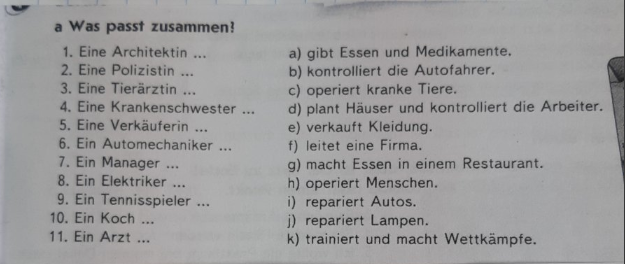 a Was passt zusammen?
1. Eine Architektin ... a) gibt Essen und Medikamente.
2. Eine Polizistin ... b) kontrolliert die Autofahrer.
3. Eine Tierärztin ... c) operiert kranke Tiere.
4. Eine Krankenschwester ... d) plant Häuser und kontrolliert die Arbeiter.
5. Eine Verkäuferin ... e) verkauft Kleidung.
6. Ein Automechaniker ... f) leitet eine Firma.
7. Ein Manager ... g) macht Essen in einem Restaurant.
8. Ein Elektriker ... h) operiert Menschen.
9. Ein Tennisspieler ... i) repariert Autos.
10. Ein Koch ... j) repariert Lampen.
11. Ein Arzt ... k) trainiert und macht Wettkämpfe.